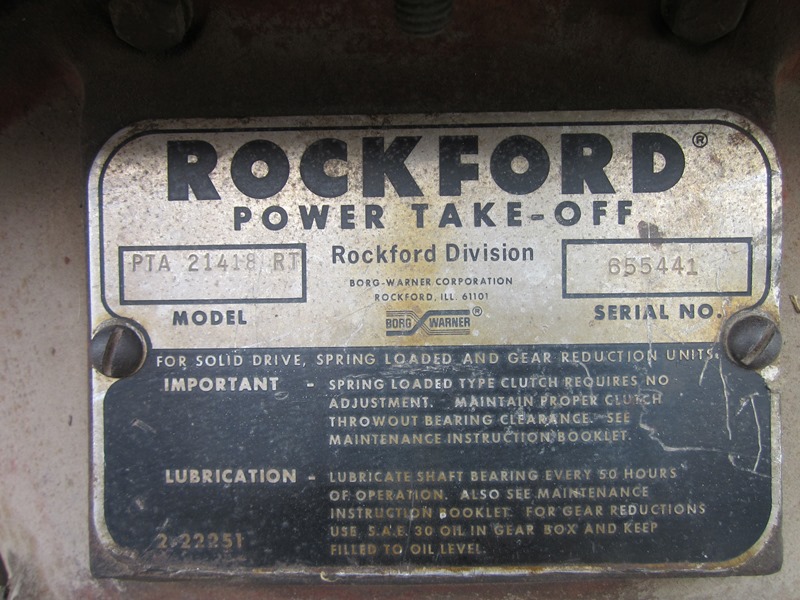 ROCKFORD®
POWER TAKE-OFF
PTA 21418 RT
MODEL
Rockford Division
BORG-WARNER CORPORATION
ROCKFORD, ILL. 61101
BORG WARNER®
655441
SERIAL NO.
FOR SOLID DRIVE, SPRING LOADED AND GEAR REDUCTION UNITS.
IMPORTANT - SPRING LOADED TYPE CLUTCH REQUIRES NO
ADJUSTMENT. MAINTAIN PROPER CLUTCH
THROWOUT BEARING CLEARANCE. SEE
MAINTENANCE INSTRUCTION BOOKLET.
LUBRICATION - LUBRICATE SHAFT BEARING EVERY 50 HOURS
OF OPERATION. ALSO SEE MAINTENANCE
INSTRUCTION BOOKLET. FOR GEAR REDUCTIONS
USE S.A.E. 30 OIL IN GEAR BOX AND KEEP
FILLED TO OIL LEVEL.
2-22251